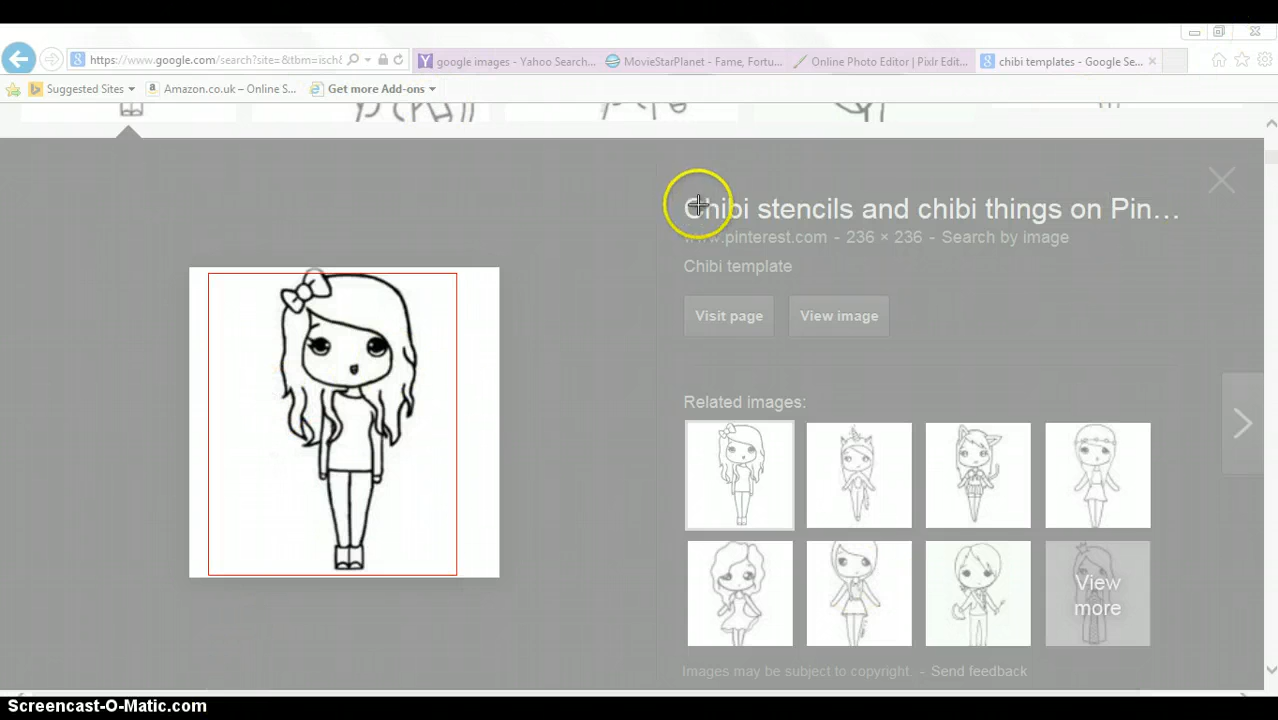 https://www.google.com/search?site=&tbm=isch&
google images - Yahoo Search...
MovieStarPlanet - Fame, Fortu...
Online Photo Editor | Pixlr Edit...
chibi templates - Google Se...
Suggested Sites
Amazon.co.uk – Online S...
Get more Add-ons
Chibi stencils and chibi things on Pin...
www.pinterest.com - 236 × 236 - Search by image
Chibi template
Visit page
View image
Related images:
View
more
Images may be subject to copyright. - Send feedback
Screencast-O-Matic.com